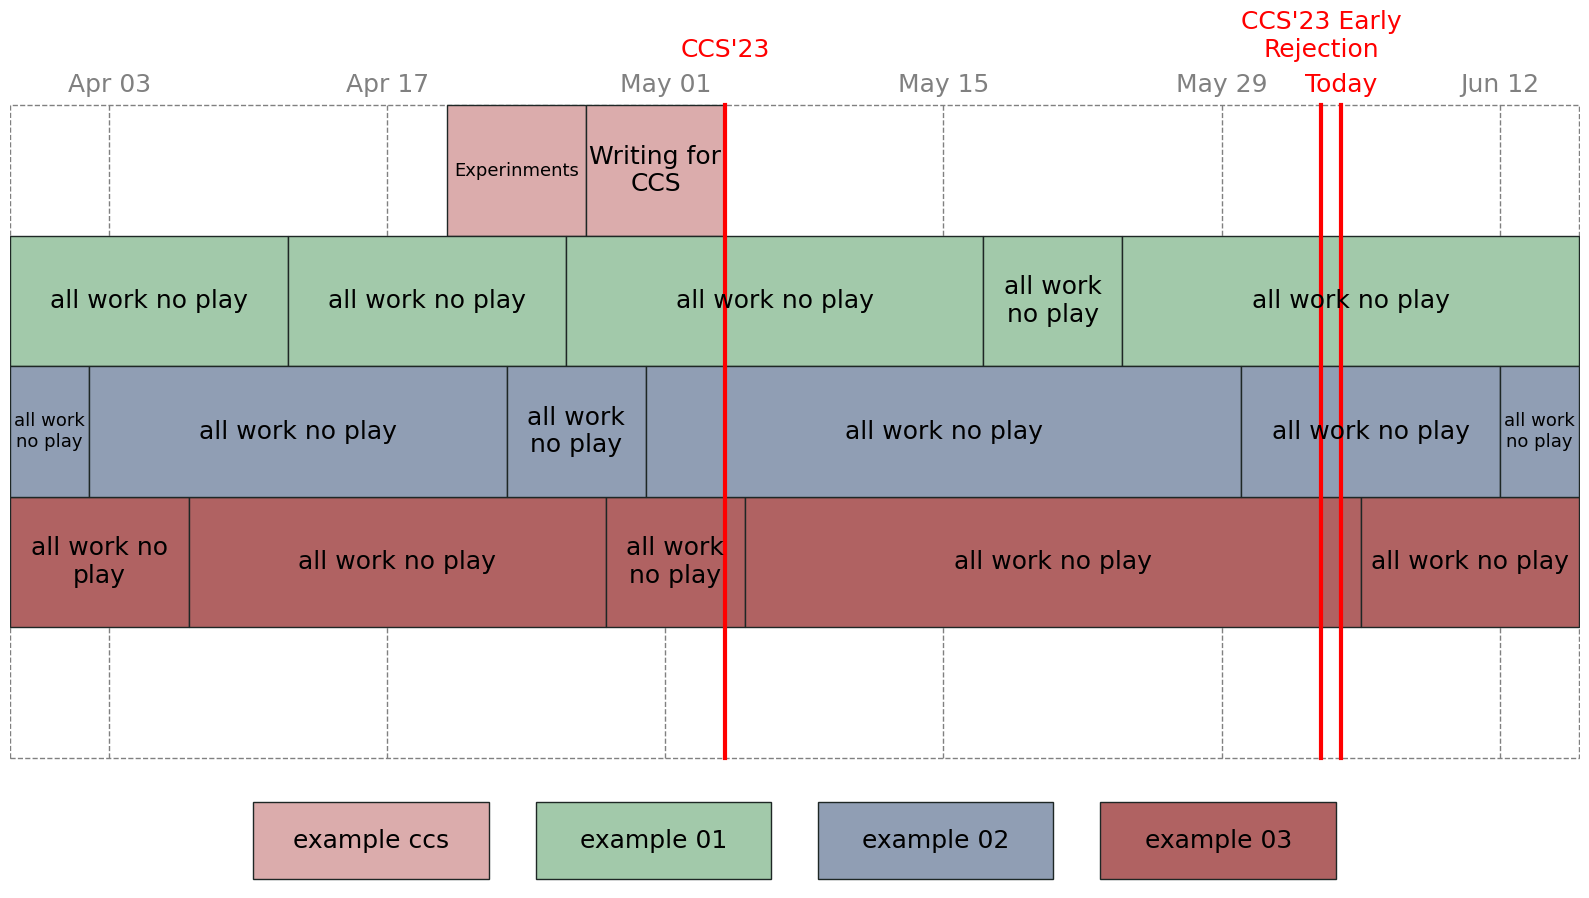 CCS'23 Early
CCS'23
Rejection
Apr 03
Apr 17
May 01
May 15
May 29
Today
Jun 12
Experinments
Writing for
CCS
all work no play
all work no play
all work no play
all work
no play
all work no play
all work
no play
all work no play
all work
no play
all work no play
all work no play
all work
no play
all work no
play
all work no play
all work
no play
all work no play
all work no play
example ccs
example 01
example 02
example 03